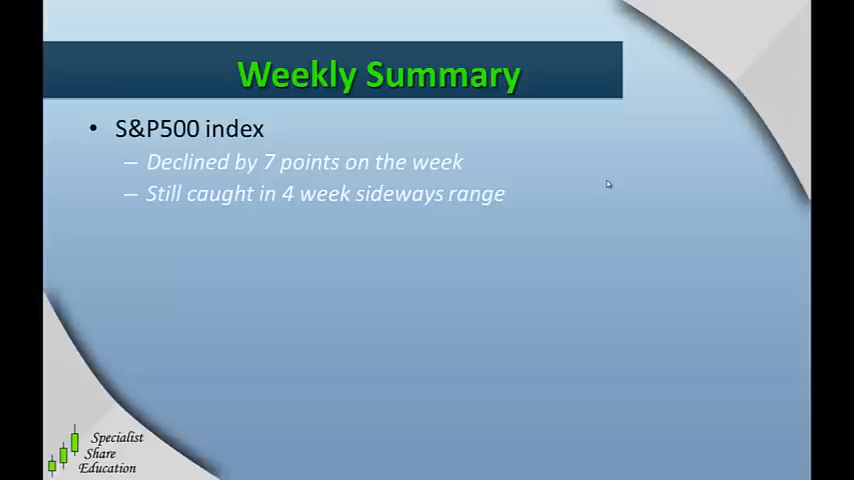 Weekly Summary
• S&P500 index
– Declined by 7 points on the week
– Still caught in 4 week sideways range
Specialist
Share
Education